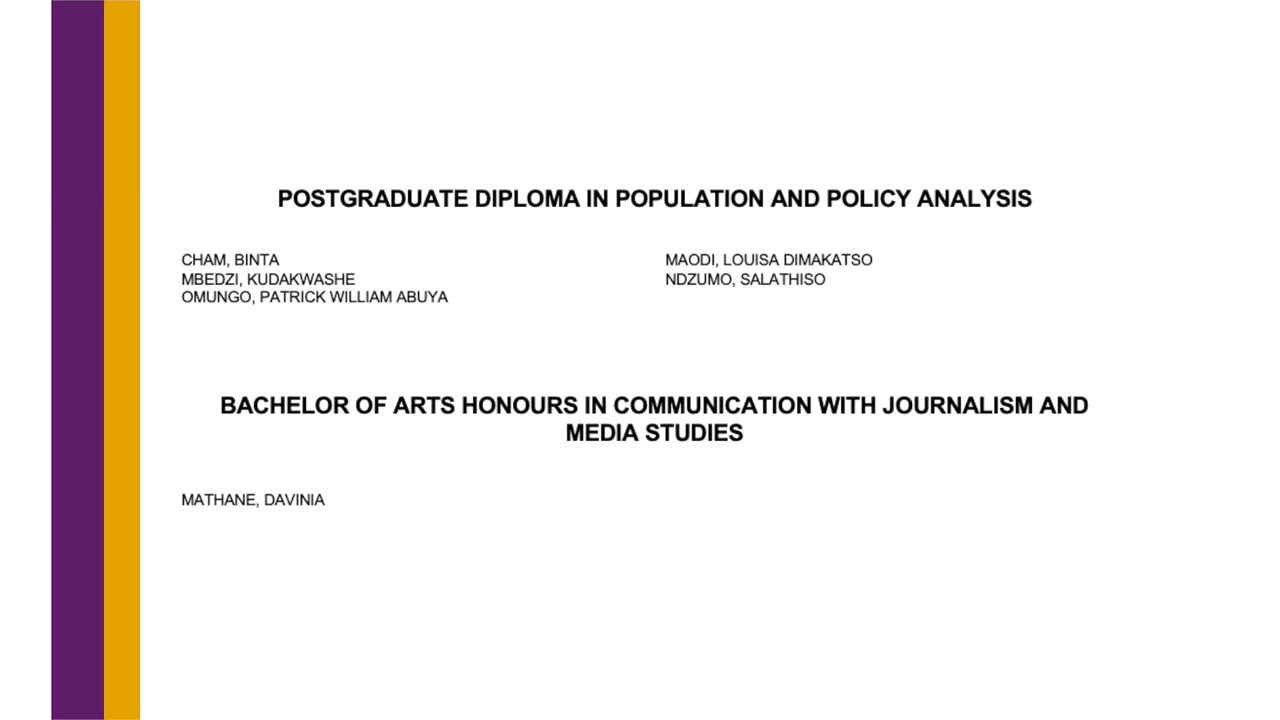 POSTGRADUATE DIPLOMA IN POPULATION AND POLICY ANALYSIS
CHAM, BINTA
MAODI, LOUISA DIMAKATSO
MBEDZI, KUDAKWASHE
NDZUMO, SALATHISO
OMUNGO, PATRICK WILLIAM ABUYA
BACHELOR OF ARTS HONOURS IN COMMUNICATION WITH JOURNALISM AND
MEDIA STUDIES
MATHANE, DAVINIA